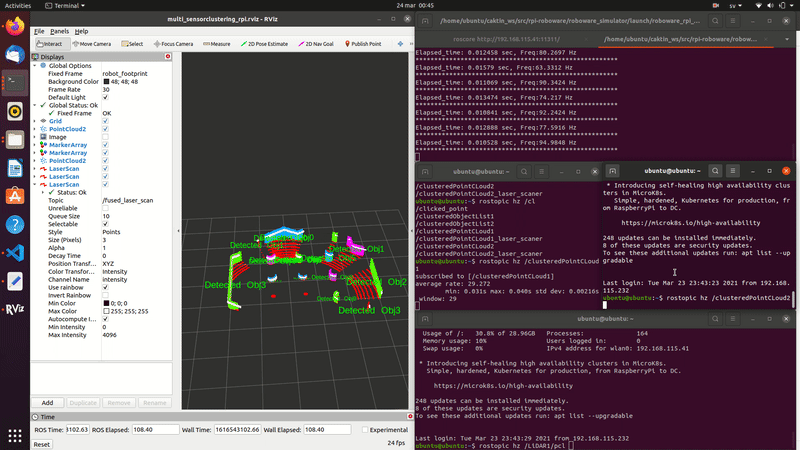 Activities
Terminal
24 mar 00:45
sv
multi_sensorclustering_rpi.rviz - RViz
File Panels Help
Interact Move Camera Select Focus Camera Measure 2D Pose Estimate 2D Nav Goal Publish Point
Displays
Global Options
Fixed Frame robot_footprint
Background Color 48; 48; 48
Frame Rate 30
Default Light
Global Status: Ok
Fixed Frame OK
Grid
PointCloud2
Image
MarkerArray
MarkerArray
PointCloud2
LaserScan
LaserScan
LaserScan
Status: Ok
Topic /fused_laser_scan
Unreliable
Queue Size 10
Selectable
Style Points
Size (Pixels) 3
Alpha 1
Decay Time 0
Position Transf... XYZ
Color Transfor... Intensity
Channel Name Intensity
Use rainbow
Invert Rainbow
Min Color 0; 0; 0
Max Color 255; 255; 255
Autocompute I...
Min Intensity 0
Max Intensity 4096
Add Duplicate Remove Rename
Detected Obj3
Detected Obj3
Time
ROS Time: ROS Elapsed: 108.40 Wall Time: 1616543102.66 Wall Elapsed: 108.40 Experimental
Reset 24 fps
RViz
/home/ubuntu/caktin_ws/src/rpi-roboware/roboware_simulator/launch/roboware_rpi_...
roscore http://192.168.112.41:11311/
/home/ubuntu/caktin_ws/src/rpi-roboware/robow...
Elapsed_time: 0.012458 sec, Freq:80.2697 Hz
Elapsed_time: 0.01579 sec, Freq:63.3312 Hz
Elapsed_time: 0.011069 sec, Freq:90.3424 Hz
Elapsed_time: 0.013474 sec, Freq:74.217 Hz
Elapsed_time: 0.010841 sec, Freq:92.2424 Hz
Elapsed_time: 0.012888 sec, Freq:77.5916 Hz
Elapsed_time: 0.010528 sec, Freq:94.9848 Hz
ubuntu@ubuntu: ~
/clusteredPointCloud2
/clusteredPointCloud2_laser_scaner
ubuntu@ubuntu:~$ rostopic hz /cl
/clicked_point
/clusteredObjectList1
/clusteredObjectList2
/clusteredPointCloud1
/clusteredPointCloud2
/clusteredPointCloud2_laser_scaner
ubuntu@ubuntu:~$ rostopic hz /clusteredPointClou
1
subscribed to [/clusteredPointCloud1]
average rate: 29.272
min: 0.031s max: 0.040s std dev: 0.00216s
window: 29
ubuntu@ubuntu: ~
* Introducing self-healing high availability clus
ters in MicroK8s.
Simple, hardened, Kubernetes for production, fr
om RaspberryPi to DC.
https://microk8s.io/high-availability
248 updates can be installed immediately.
8 of these updates are security updates.
To see these additional updates run: apt list --up
gradable
Last login: Tue Mar 23 23:43:23 2021 from 192.168.
115.232
ubuntu@ubuntu:~$ rostopic hz /clusteredPointCloud2
ubuntu@ubuntu: ~
Usage of /: 30.8% of 28.96GB Processes: 164
Memory usage: 10% Users logged in: 0
Swap usage: 0% IPv4 address for wlan0: 192.168.115.41
* Introducing self-healing high availability clusters in MicroK8s.
Simple, hardened, Kubernetes for production, from RaspberryPi to DC.
https://microk8s.io/high-availability
248 updates can be installed immediately.
8 of these updates are security updates.
To see these additional updates run: apt list --upgradable
Last login: Tue Mar 23 23:43:29 2021 from 192.168.115.232
ubuntu@ubuntu:~$ rostopic hz /LiDAR1/pcl